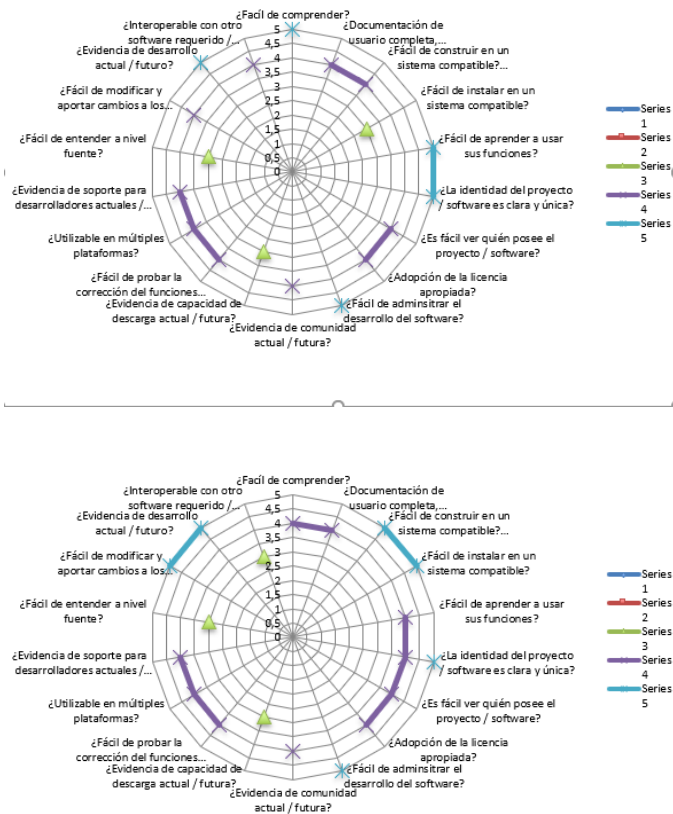 ¿Facíl de comprender?
¿Documentación de
usuario completa,...
¿Fácil de construir en un
sistema compatible?...
¿Fácil de instalar en un
sistema compatible?
¿Fácil de aprender a usar
sus funciones?
¿La identidad del proyecto
/ software es clara y única?
¿Es fácil ver quién posee el
proyecto / software?
¿Adopción de la licencia
apropiada?
¿Fácil de adminsitrar el
desarrollo del software?
¿Evidencia de comunidad
actual / futura?
¿Evidencia de capacidad de
descarga actual / futura?
¿Fácil de probar la
corrección del funciones...
¿Utilizable en múltiples
plataformas?
¿Evidencia de soporte para
desarrolladores actuales /...
¿Fácil de entender a nivel
fuente?
¿Fácil de modificar y
aportar cambios a los...
¿Evidencia de desarrollo
actual / futuro?
¿Interoperable con otro
software requerido /...
5
4,5
4
3,5
3
2,5
2
1,5
1
0,5
0
Series
1
Series
2
Series
3
Series
4
Series
5
¿Facíl de comprender?
¿Documentación de
usuario completa,...
¿Fácil de construir en un
sistema compatible?...
¿Fácil de instalar en un
sistema compatible?
¿Fácil de aprender a usar
sus funciones?
¿La identidad del proyecto
/ software es clara y única?
¿Es fácil ver quién posee el
proyecto / software?
¿Adopción de la licencia
apropiada?
¿Fácil de adminsitrar el
desarrollo del software?
¿Evidencia de comunidad
actual / futura?
¿Evidencia de capacidad de
descarga actual / futura?
¿Fácil de probar la
corrección del funciones...
¿Utilizable en múltiples
plataformas?
¿Evidencia de soporte para
desarrolladores actuales /...
¿Fácil de entender a nivel
fuente?
¿Fácil de modificar y
aportar cambios a los...
¿Evidencia de desarrollo
actual / futuro?
¿Interoperable con otro
software requerido /...
5
4,5
4
3,5
3
2,5
2
1,5
1
0,5
0
Series
1
Series
2
Series
3
Series
4
Series
5